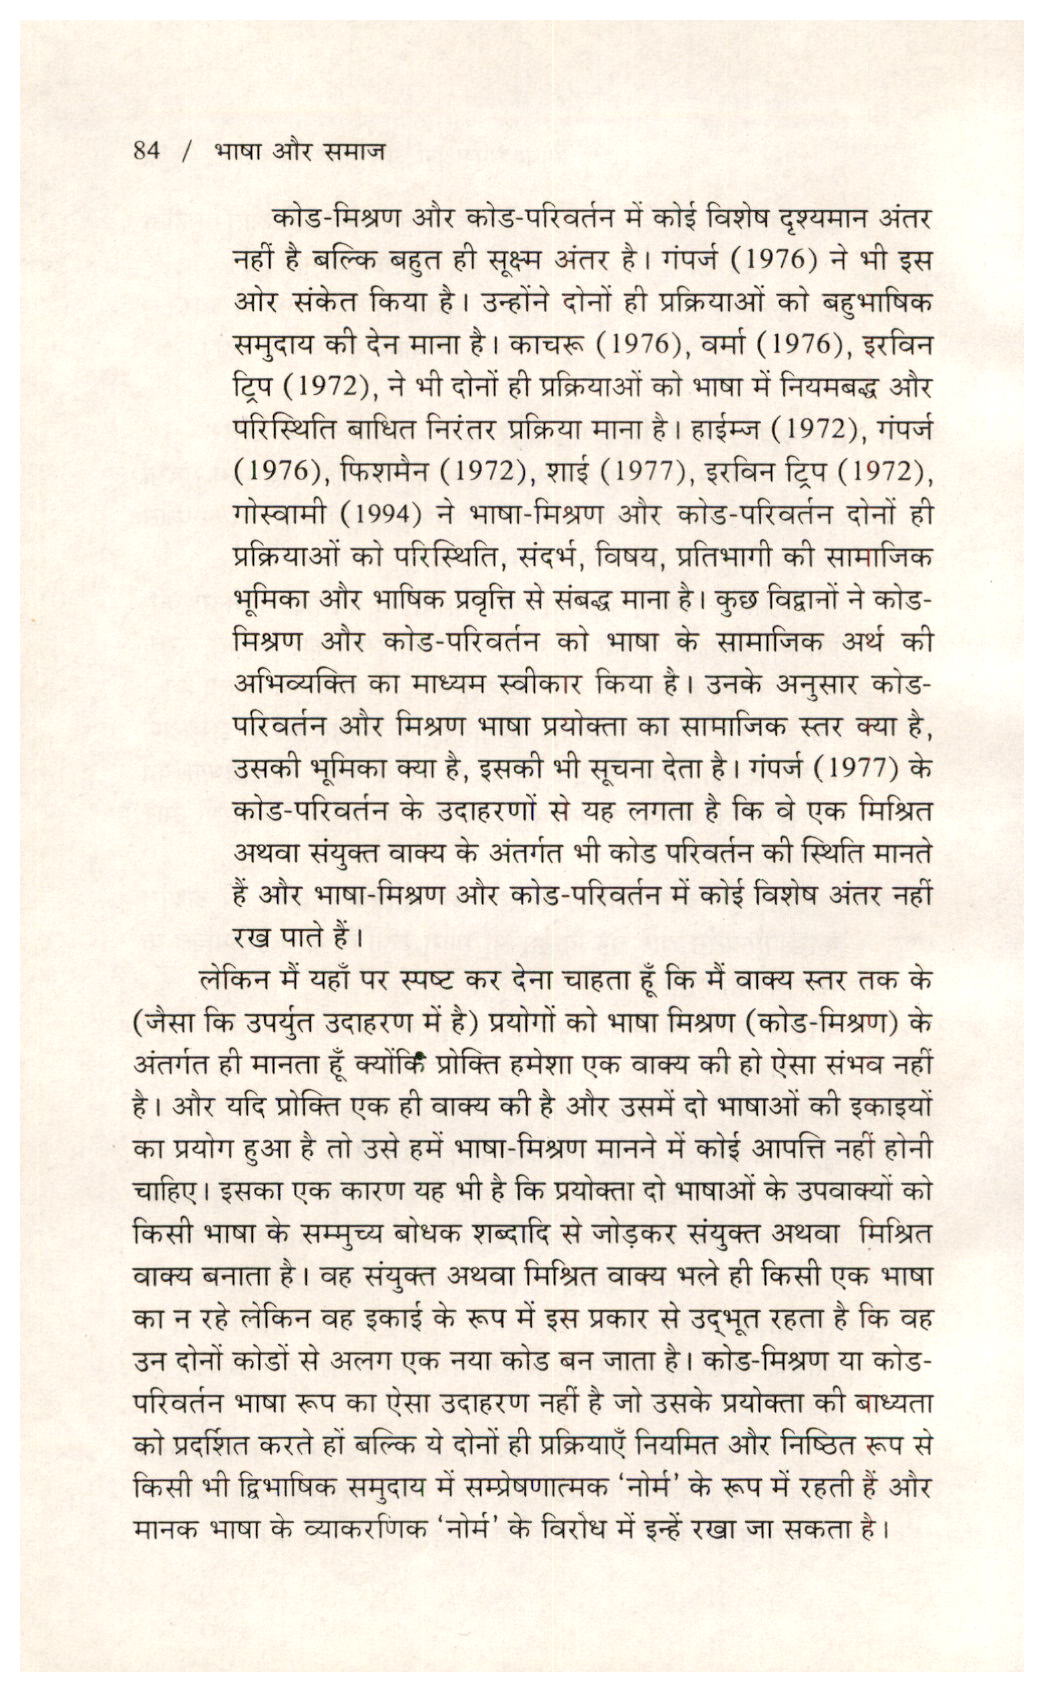 84 / भाषा और समाज
कोड-मिश्रण और कोड-परिवर्तन में कोई विशेष दृश्यमान अंतर
नहीं है बल्कि बहुत ही सूक्ष्म अंतर है। गंपर्ज (1976) ने भी इस
ओर संकेत किया है। उन्होंने दोनों ही प्रक्रियाओं को बहुभाषिक
समुदाय की देन माना है। काचरू (1976), वर्मा (1976), इरविन
ट्रिप (1972), ने भी दोनों ही प्रक्रियाओं को भाषा में नियमबद्ध और
परिस्थिति बाधित निरंतर प्रक्रिया माना है। हाईम्ज (1972), गंपर्ज
(1976), फिशमैन (1972), शाई (1977), इरविन ट्रिप (1972),
गोस्वामी (1994) ने भाषा-मिश्रण और कोड-परिवर्तन दोनों ही
प्रक्रियाओं को परिस्थिति, संदर्भ, विषय, प्रतिभागी की सामाजिक
भूमिका और भाषिक प्रवृत्ति से संबद्ध माना है। कुछ विद्वानों ने कोड-
मिश्रण और कोड-परिवर्तन को भाषा के सामाजिक अर्थ की
अभिव्यक्ति का माध्यम स्वीकार किया है। उनके अनुसार कोड-
परिवर्तन और मिश्रण भाषा प्रयोक्ता का सामाजिक स्तर क्या है,
उसकी भूमिका क्या है, इसकी भी सूचना देता है। गंपर्ज (1977) के
कोड-परिवर्तन के उदाहरणों से यह लगता है कि वे एक मिश्रित
अथवा संयुक्त वाक्य के अंतर्गत भी कोड परिवर्तन की स्थिति मानते
हैं और भाषा-मिश्रण और कोड-परिवर्तन में कोई विशेष अंतर नहीं
रख पाते हैं।
लेकिन मैं यहाँ पर स्पष्ट कर देना चाहता हूँ कि मैं वाक्य स्तर तक के
(जैसा कि उपर्युत उदाहरण में है) प्रयोगों को भाषा मिश्रण (कोड-मिश्रण) के
अंतर्गत ही मानता हूँ क्योंकि प्रोक्ति हमेशा एक वाक्य की हो ऐसा संभव नहीं
है। और यदि प्रोक्ति एक ही वाक्य की है और उसमें दो भाषाओं की इकाइयों
का प्रयोग हुआ है तो उसे हमें भाषा-मिश्रण मानने में कोई आपत्ति नहीं होनी
चाहिए। इसका एक कारण यह भी है कि प्रयोक्ता दो भाषाओं के उपवाक्यों को
किसी भाषा के सम्मुच्य बोधक शब्दादि से जोड़कर संयुक्त अथवा मिश्रित
वाक्य बनाता है। वह संयुक्त अथवा मिश्रित वाक्य भले ही किसी एक भाषा
का न रहे लेकिन वह इकाई के रूप में इस प्रकार से उद्‌भूत रहता है कि वह
उन दोनों कोडों से अलग एक नया कोड बन जाता है। कोड-मिश्रण या कोड-
परिवर्तन भाषा रूप का ऐसा उदाहरण नहीं है जो उसके प्रयोक्ता की बाध्यता
को प्रदर्शित करते हों बल्कि ये दोनों ही प्रक्रियाएँ नियमित और निष्ठित रूप से
किसी भी द्विभाषिक समुदाय में सम्प्रेषणात्मक ‘नोर्म’ के रूप में रहती हैं और
मानक भाषा के व्याकरणिक ‘नोर्म’ के विरोध में इन्हें रखा जा सकता है।